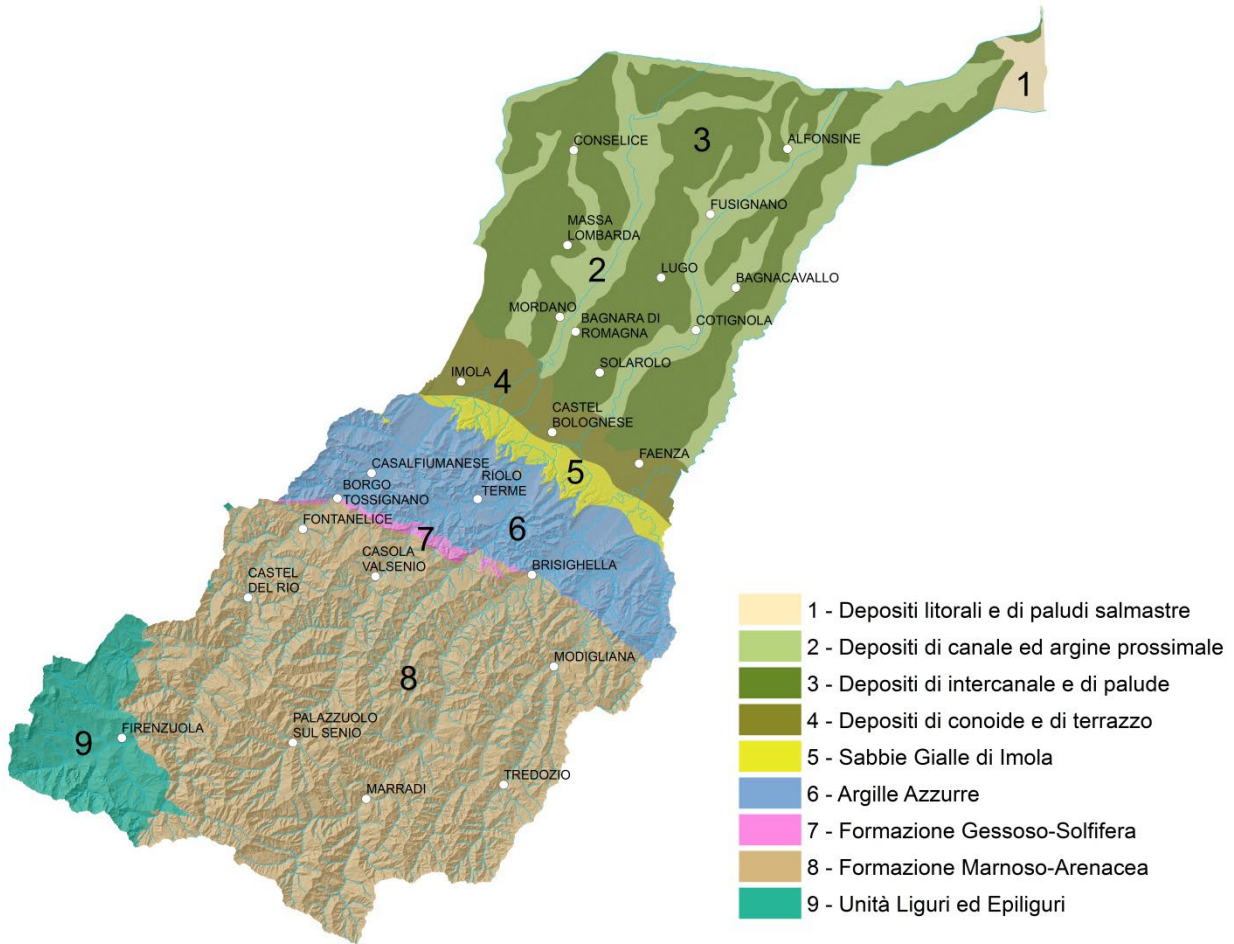 1
CONSELICE
3
ALFONSINE
FUSIGNANO
MASSA
LOMBARDA
2
LUGO
BAGNACAVALLO
MORDANO
BAGNARA DI
ROMAGNA
COTIGNOLA
SOLAROLO
IMOLA
4
CASTEL
BOLOGNESE
FAENZA
5
CASALFIUMANESE
RIOLO
TERME
BORGO
TOSSIGNANO
6
FONTANELICE
7
CASOLA
VALSENIO
BRISIGHELLA
CASTEL
DEL RIO
MODIGLIANA
8
FIRENZUOLA
9
PALAZZUOLO
SUL SENIO
TREDOZIO
MARRADI
1 - Depositi litorali e di paludi salmastre
2 - Depositi di canale ed argine prossimale
3 - Depositi di intercanale e di palude
4 - Depositi di conoide e di terrazzo
5 - Sabbie Gialle di Imola
6 - Argille Azzurre
7 - Formazione Gessoso-Solfifera
8 - Formazione Marnoso-Arenacea
9 - Unità Liguri ed Epiliguri